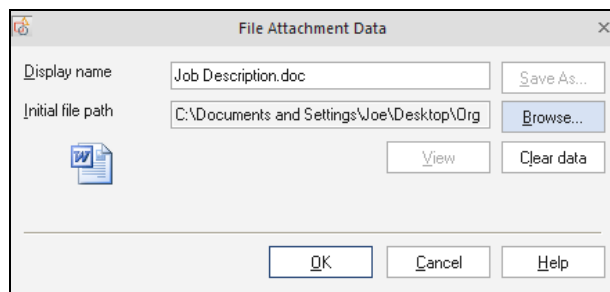 File Attachment Data
Display name Job Description.doc Save As...
Initial file path C:\Documents and Settings\Joe\Desktop\Org Browse...
W View Clear data
OK Cancel Help